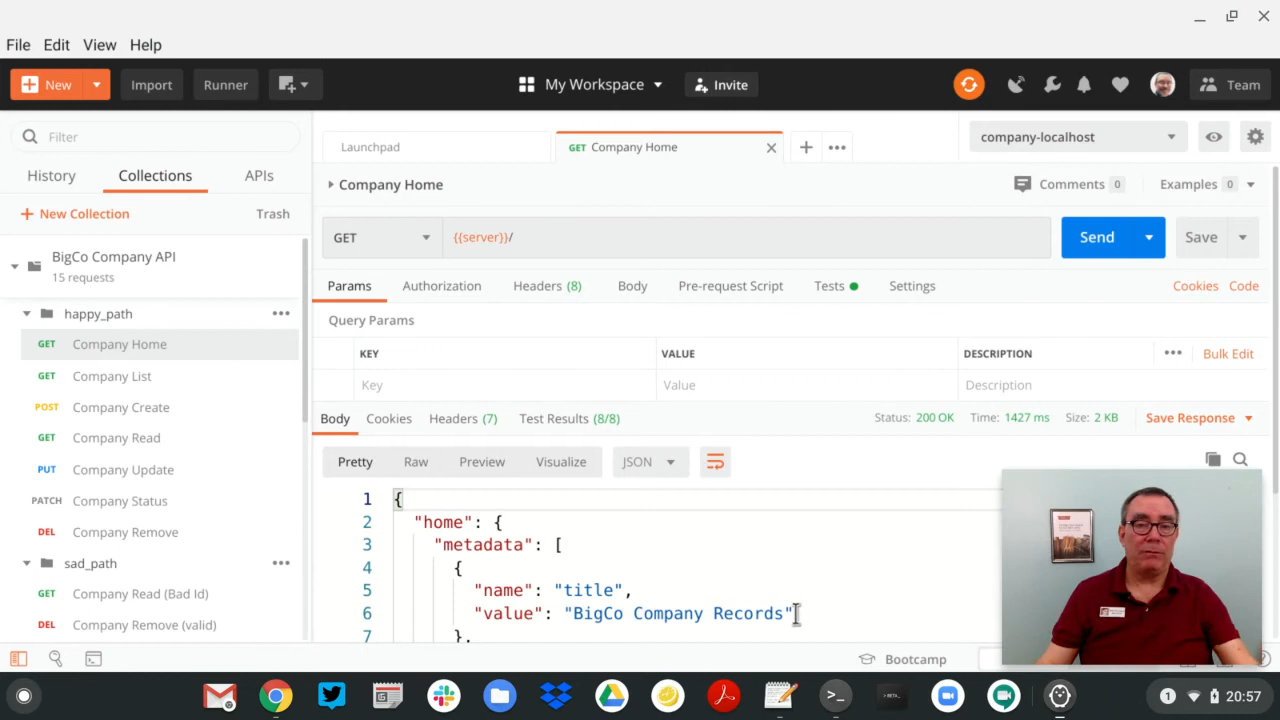 File Edit View Help
New Import Runner My Workspace Invite Team
Filter
Launchpad GET Company Home company-localhost
History Collections APIs
Company Home Comments 0 Examples 0
New Collection Trash
GET {{server}}/ Send Save
BigCo Company API
15 requests
Params Authorization Headers (8) Body Pre-request Script Tests Settings Cookies Code
happy_path
Query Params
GET Company Home
KEY VALUE DESCRIPTION Bulk Edit
GET Company List
Key Value Description
POST Company Create
Body Cookies Headers (7) Test Results (8/8) Status: 200 OK Time: 1427 ms Size: 2 KB Save Response
GET Company Read
Pretty Raw Preview Visualize JSON
PUT Company Update
PATCH Company Status
1 {
2 "home": {
DEL Company Remove
3 "metadata": [
sad_path
4 {
5 "name": "title",
GET Company Read (Bad Id)
6 "value": "BigCo Company Records"
DEL Company Remove (valid)
7 },
Bootcamp
BETA
1 20:57